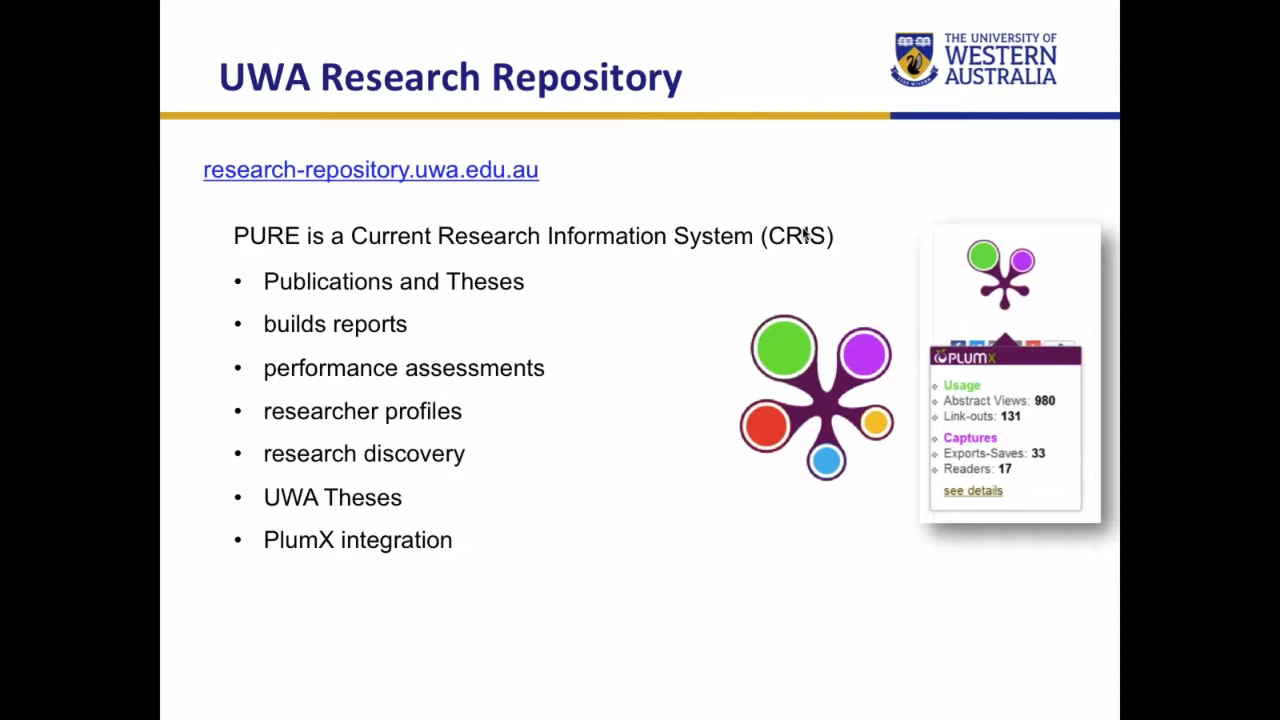 UWA Research Repository
THE UNIVERSITY OF
WESTERN
AUSTRALIA
research-repository.uwa.edu.au
PURE is a Current Research Information System (CRIS)
• Publications and Theses
• builds reports
• performance assessments
• researcher profiles
• research discovery
• UWA Theses
• PlumX integration
PLUMX
Usage
Abstract Views: 980
Link-outs: 131
Captures
Exports-Saves: 33
Readers: 17
see details